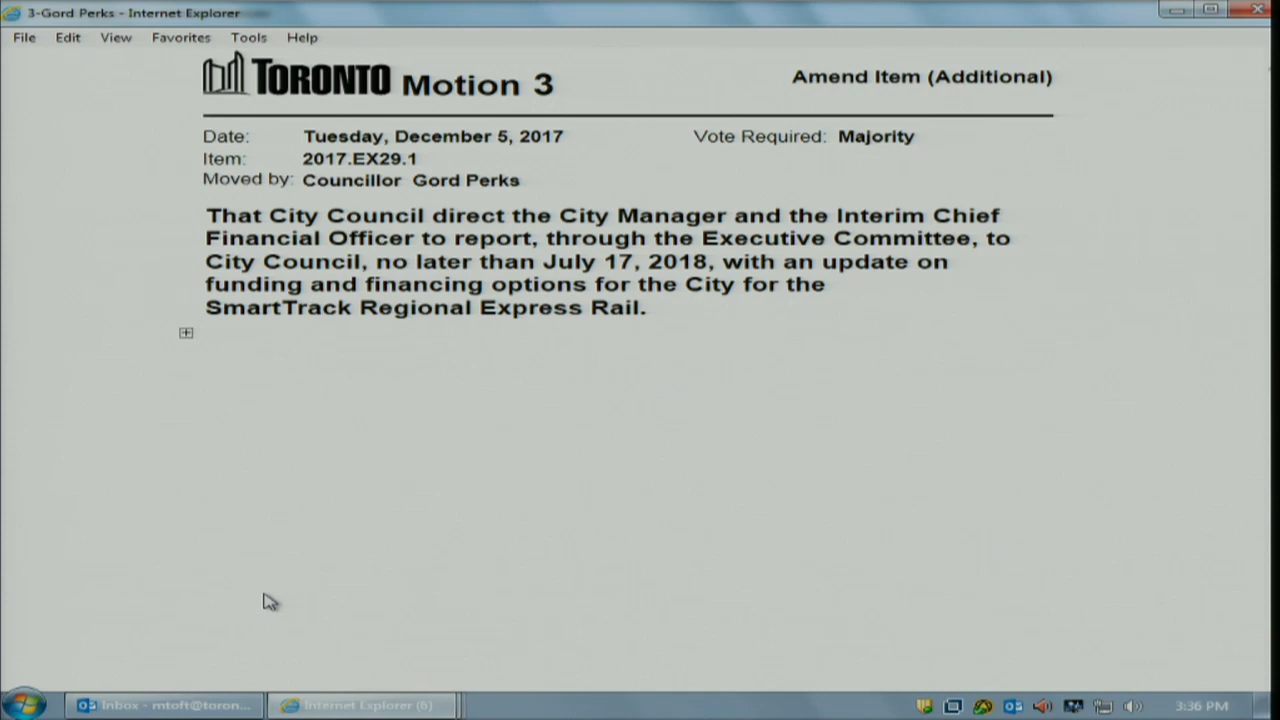 3-Gord Perks - Internet Explorer
File Edit View Favorites Tools Help
TORONTO Motion 3
Amend Item (Additional)
Date: Tuesday, December 5, 2017 Vote Required: Majority
Item: 2017.EX29.1
Moved by: Councillor Gord Perks
That City Council direct the City Manager and the Interim Chief
Financial Officer to report, through the Executive Committee, to
City Council, no later than July 17, 2018, with an update on
funding and financing options for the City for the
SmartTrack Regional Express Rail.
Inbox - mtoft@toron... Internet Explorer (6) 3:36 PM